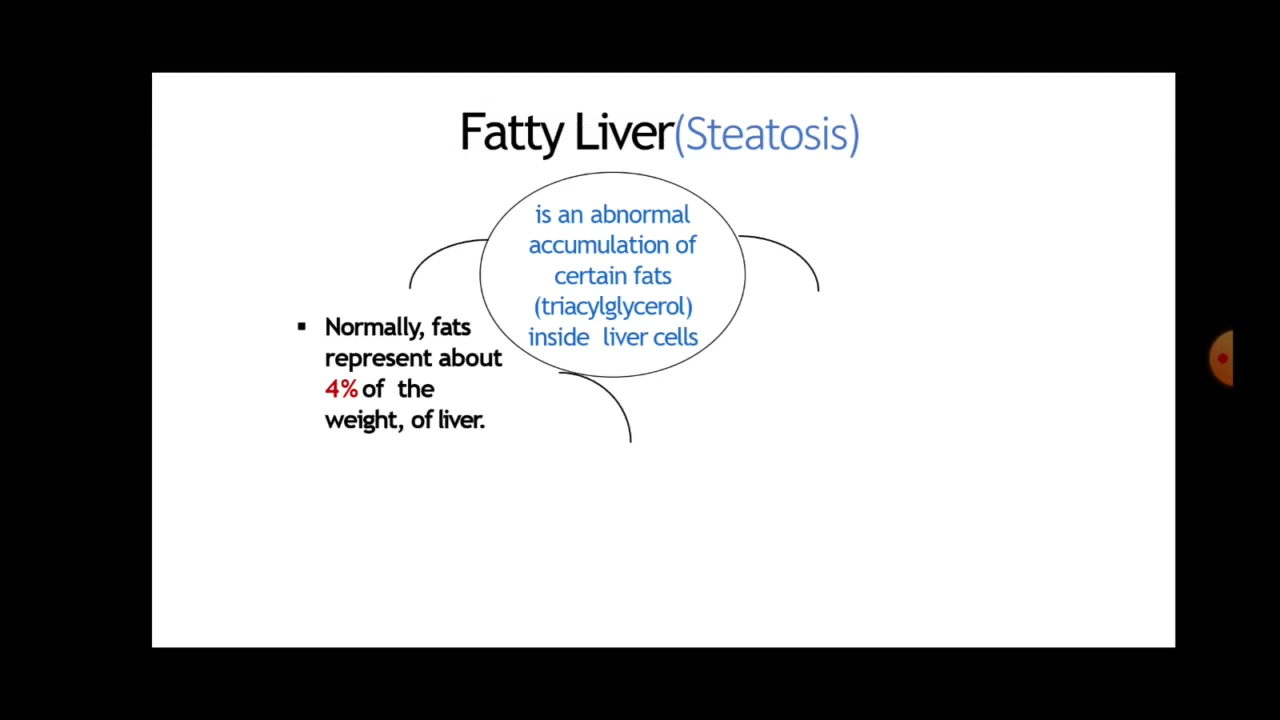 Fatty Liver(Steatosis)
is an abnormal
accumulation of
certain fats
(triacylglycerol)
inside liver cells
▪ Normally, fats
represent about
4% of the
weight, of liver.